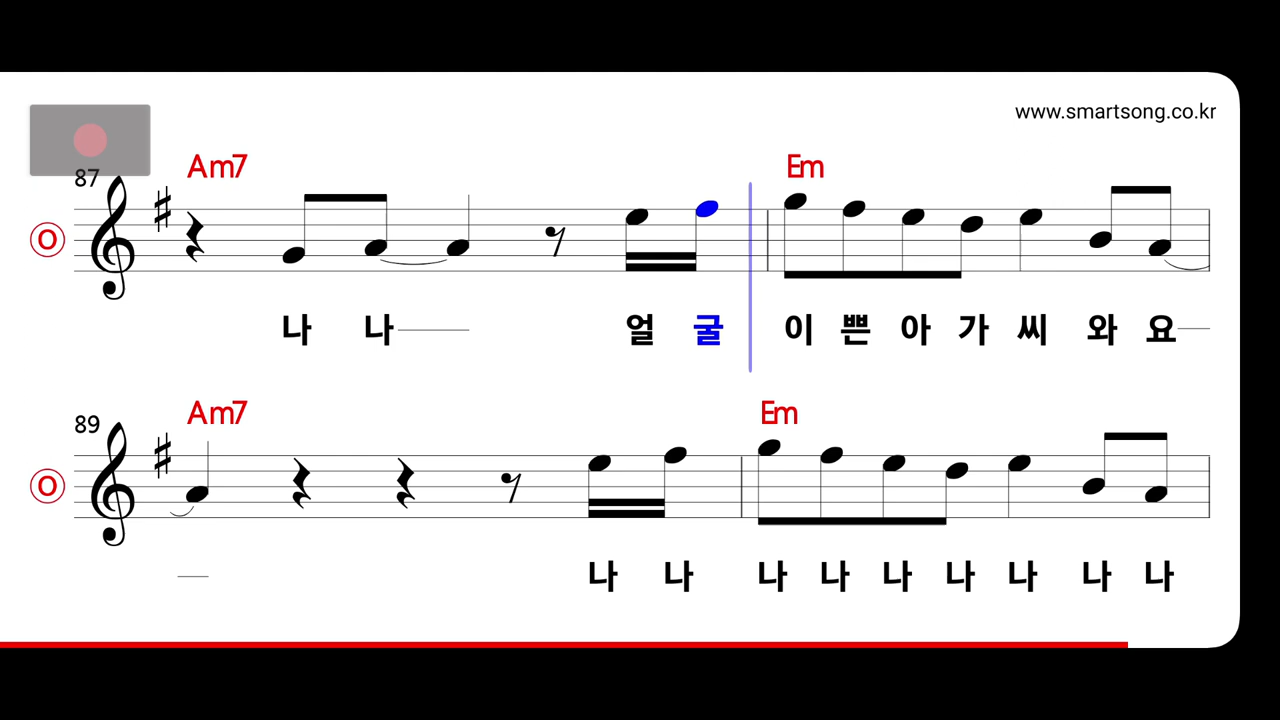 www.smartsong.co.kr
87
Am7 Em
O
나 나 얼 굴 이 쁜 아 가 씨 와 요
89
Am7 Em
O
나 나 나 나 나 나 나 나 나